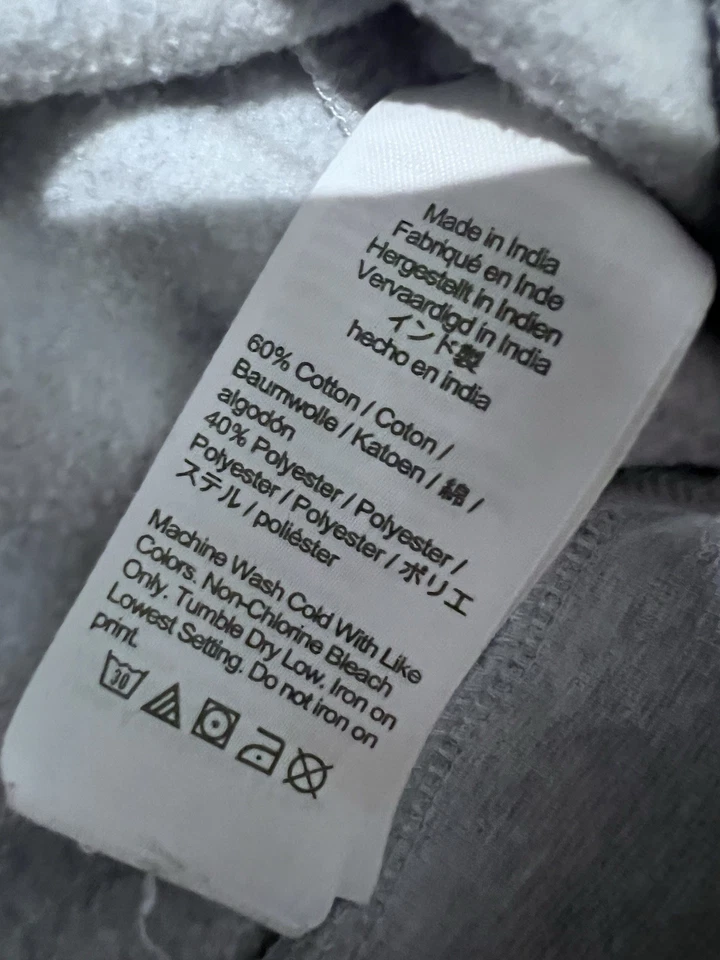 Made in India
Fabriqué en Inde
Hergestellt in Indien
Vervaardigd in India
インド製
hecho en india
60% Cotton / Coton /
Baumwolle / Katoen / 綿 /
algodón
40% Polyester / Polyester /
Polyester / Polyester / ポリエ
ステル / poliéster
Machine Wash Cold With Like
Colors. Non-Chlorine Bleach
Only. Tumble Dry Low. Iron on
Lowest Setting. Do not iron on
print.
30